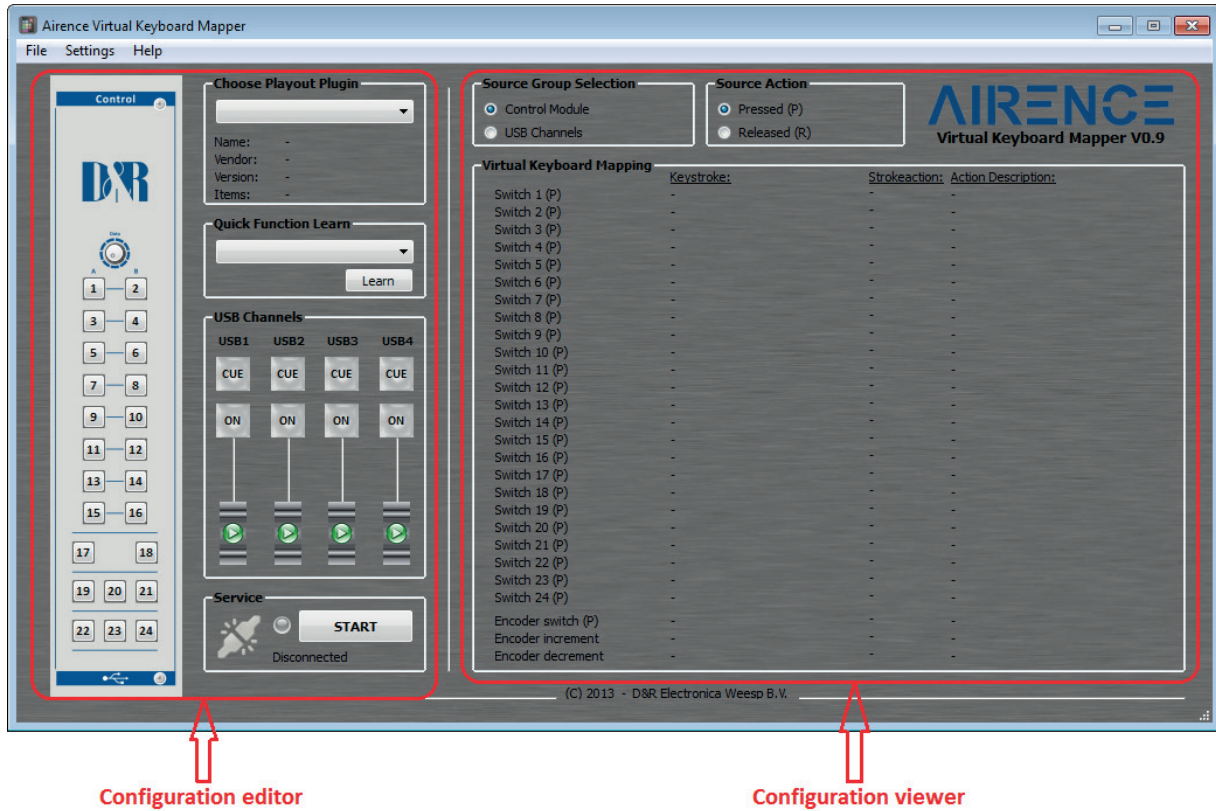 Airence Virtual Keyboard Mapper
File Settings Help
Control
D&R
Data
A B
1 2
3 4
5 6
7 8
9 10
11 12
13 14
15 16
17 18
19 20 21
22 23 24
Choose Playout Plugin
Name: -
Vendor: -
Version: -
Items: -
Quick Function Learn
Learn
USB Channels
USB1 USB2 USB3 USB4
CUE CUE CUE CUE
ON ON ON ON
Service
START
Disconnected
Source Group Selection
Control Module
USB Channels
Source Action
Pressed (P)
Released (R)
AIRENCE
Virtual Keyboard Mapper V0.9
Virtual Keyboard Mapping
Keystroke: Strokeaction: Action Description:
Switch 1 (P) - - -
Switch 2 (P) - - -
Switch 3 (P) - - -
Switch 4 (P) - - -
Switch 5 (P) - - -
Switch 6 (P) - - -
Switch 7 (P) - - -
Switch 8 (P) - - -
Switch 9 (P) - - -
Switch 10 (P) - - -
Switch 11 (P) - - -
Switch 12 (P) - - -
Switch 13 (P) - - -
Switch 14 (P) - - -
Switch 15 (P) - - -
Switch 16 (P) - - -
Switch 17 (P) - - -
Switch 18 (P) - - -
Switch 19 (P) - - -
Switch 20 (P) - - -
Switch 21 (P) - - -
Switch 22 (P) - - -
Switch 23 (P) - - -
Switch 24 (P) - - -
Encoder switch (P) - - -
Encoder increment - - -
Encoder decrement - - -
(C) 2013 - D&R Electronica Weesp B.V.
Configuration editor
Configuration viewer